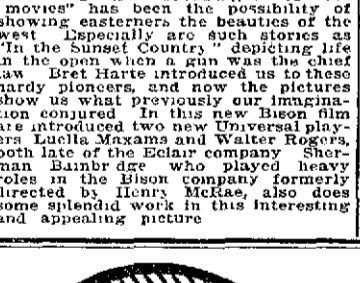 movies" has been the possibility of
showing easterners the beauties of the
west Especially are such stories as
"In the Sunset Country" depicting life
in the open when a gun was the chief
law Bret Harte introduced us to these
hardy pioneers, and now the pictures
show us what previously our imagina-
tion conjured In this new Bison film
are introduced two new Universal play-
ers Luella Maxams and Walter Rogers,
both late of the Eclair company Sher-
man Bainbr dge who played heavy
roles in the Bison company formerly
directed by Henry McRae, also does
some splendid work in this interesting
and appealing picture